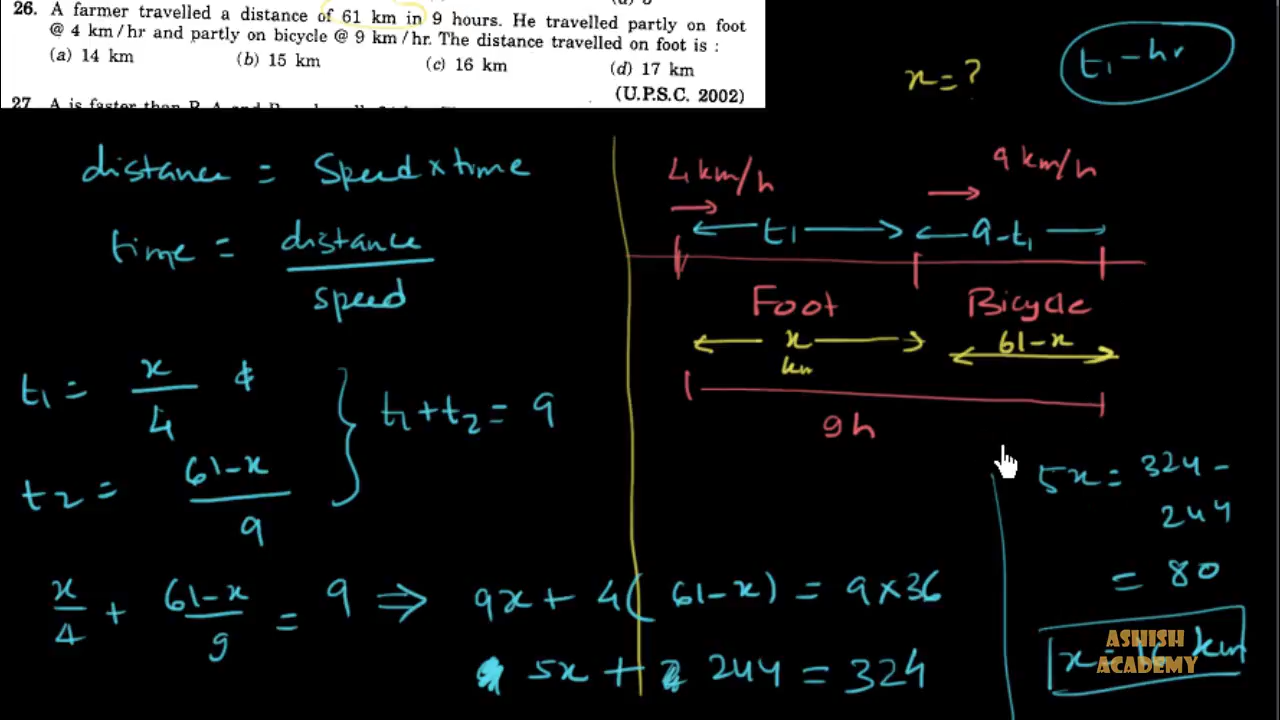 26. A farmer travelled a distance of 61 km in 9 hours. He travelled partly on foot
@ 4 km/hr and partly on bicycle @ 9 km/hr. The distance travelled on foot is :
(a) 14 km (b) 15 km (c) 16 km (d) 17 km
(U.P.S.C. 2002)
27
x = ?
t₁ – hr
distance = speed × time
time = distance
speed
4 km/h
9 km/h
t₁
9 - t₁
Foot
Bicycle
x
km
61 - x
9h
t₁ = x/4 &
t₂ = 61-x/9
t₁ + t₂ = 9
x/4 + 61-x/9 = 9 ⇒ 9x + 4(61-x) = 9×36
5x + 244 = 324
5x = 324 -
244
= 80
x = 16 km
ASHISH
ACADEMY